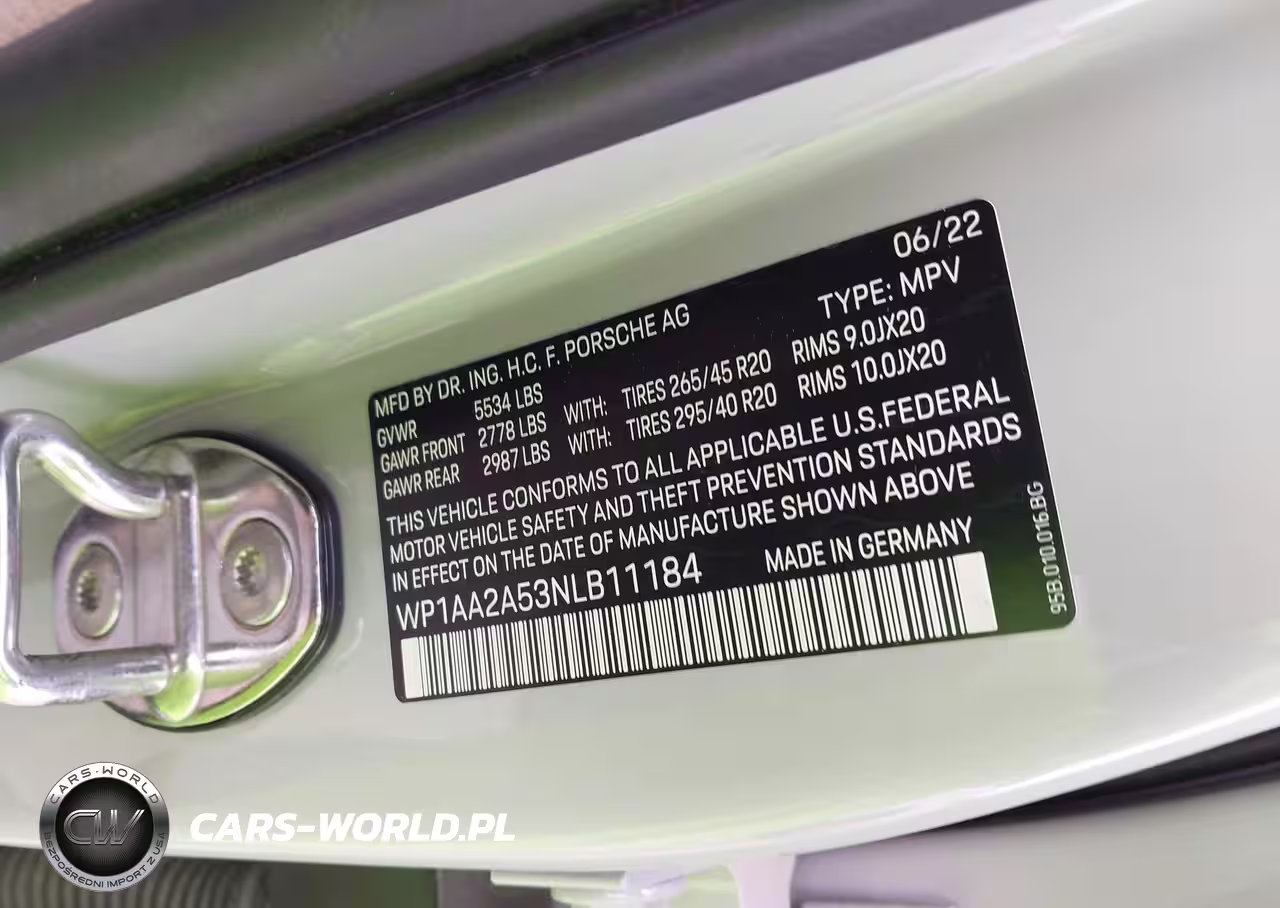 06/22
MFD BY DR. ING. H.C. F. PORSCHE AG TYPE: MPV
GVWR 5534 LBS
GAWR FRONT 2778 LBS WITH: TIRES 265/45 R20 RIMS 9.0JX20
GAWR REAR 2987 LBS WITH: TIRES 295/40 R20 RIMS 10.0JX20
THIS VEHICLE CONFORMS TO ALL APPLICABLE U.S.FEDERAL
MOTOR VEHICLE SAFETY AND THEFT PREVENTION STANDARDS
IN EFFECT ON THE DATE OF MANUFACTURE SHOWN ABOVE
WP1AA2A53NLB11184 MADE IN GERMANY
95B.010.016.BG
CARS-WORLD
CW
BEZPOŚREDNI IMPORT Z USA
CARS-WORLD.PL